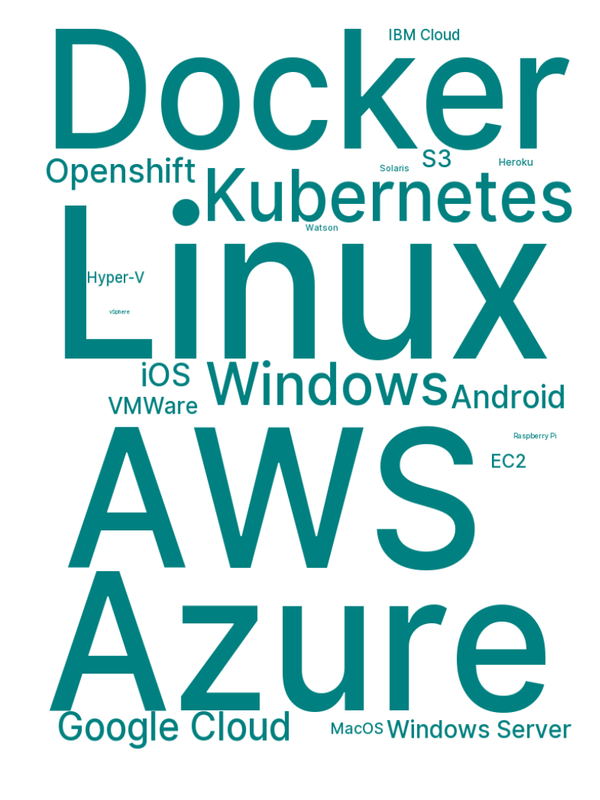 Docker
IBM Cloud
S3
Solaris
Heroku
Openshift
Kubernetes
Watson
Linux
Hyper-V
vSphere
iOS
Windows
Android
VMWare
AWS
Raspberry Pi
EC2
Azure
Google Cloud
MacOS
Windows Server